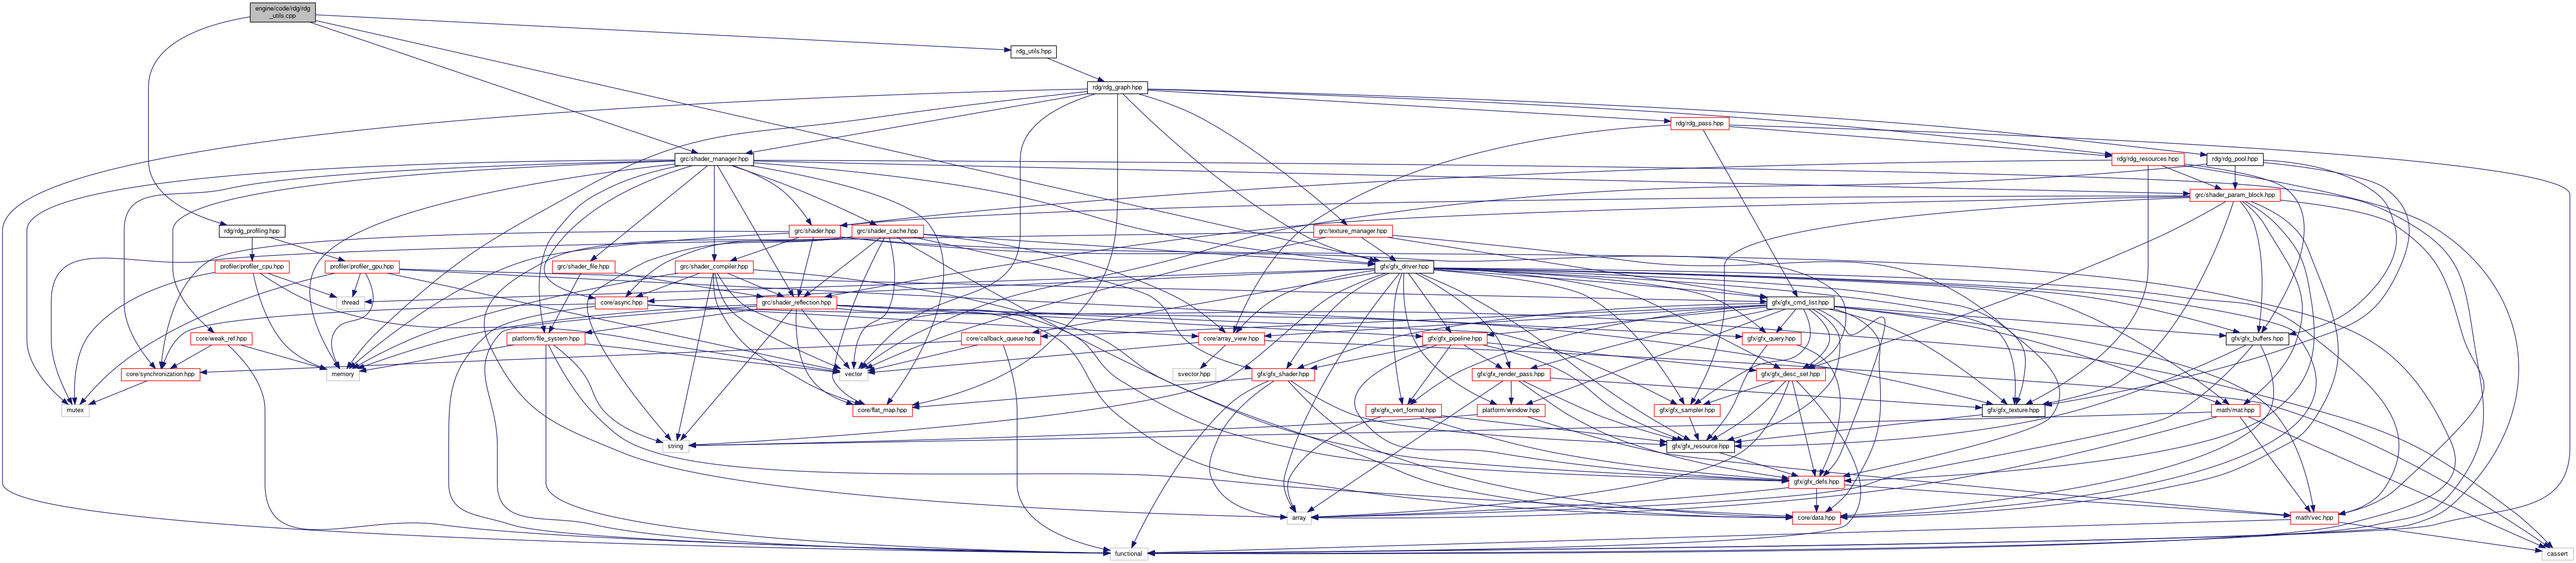 engine/code/rdg/rdg
_utils.cpp
rdg_utils.hpp
rdg/rdg_graph.hpp
rdg/rdg_pass.hpp
grc/shader_manager.hpp
rdg/rdg_resources.hpp
rdg/rdg_pool.hpp
grc/shader_param_block.hpp
rdg/rdg_profiling.hpp
grc/shader.hpp
grc/shader_cache.hpp
grc/texture_manager.hpp
profiler/profiler_cpu.hpp
profiler/profiler_gpu.hpp
grc/shader_file.hpp
grc/shader_compiler.hpp
gfx/gfx_driver.hpp
thread
core/async.hpp
grc/shader_reflection.hpp
gfx/gfx_cmd_list.hpp
core/weak_ref.hpp
platform/file_system.hpp
core/callback_queue.hpp
core/array_view.hpp
gfx/gfx_pipeline.hpp
gfx/gfx_query.hpp
gfx/gfx_buffers.hpp
core/synchronization.hpp
memory
vector
svector.hpp
gfx/gfx_shader.hpp
gfx/gfx_render_pass.hpp
gfx/gfx_desc_set.hpp
mutex
core/flat_map.hpp
gfx/gfx_vert_format.hpp
platform/window.hpp
gfx/gfx_sampler.hpp
gfx/gfx_texture.hpp
math/mat.hpp
string
gfx/gfx_resource.hpp
gfx/gfx_defs.hpp
array
core/data.hpp
math/vec.hpp
functional
cassert